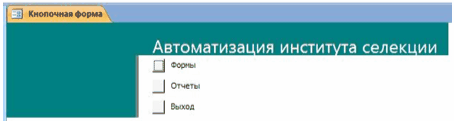 Кнопочная форма
Автоматизация института селекции
Формы
Отчеты
Выход